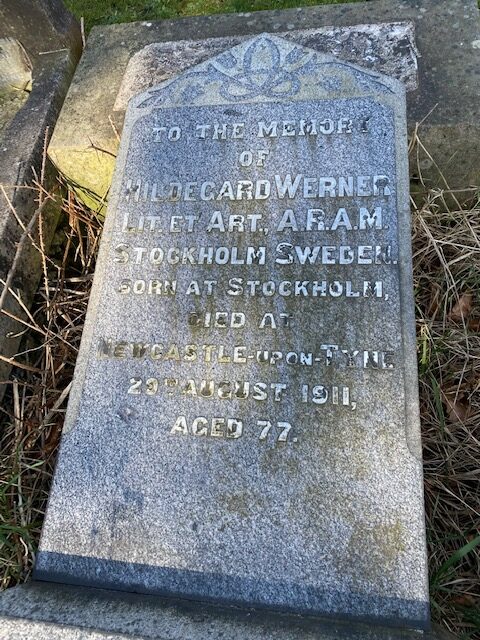 TO THE MEMORY
OF
HILDEGARD WERNER
LIT. ET ART., A.R.A.M.
STOCKHOLM SWEDEN.
BORN AT STOCKHOLM,
DIED AT
NEWCASTLE-UPON-TYNE
29TH AUGUST 1911,
AGED 77.